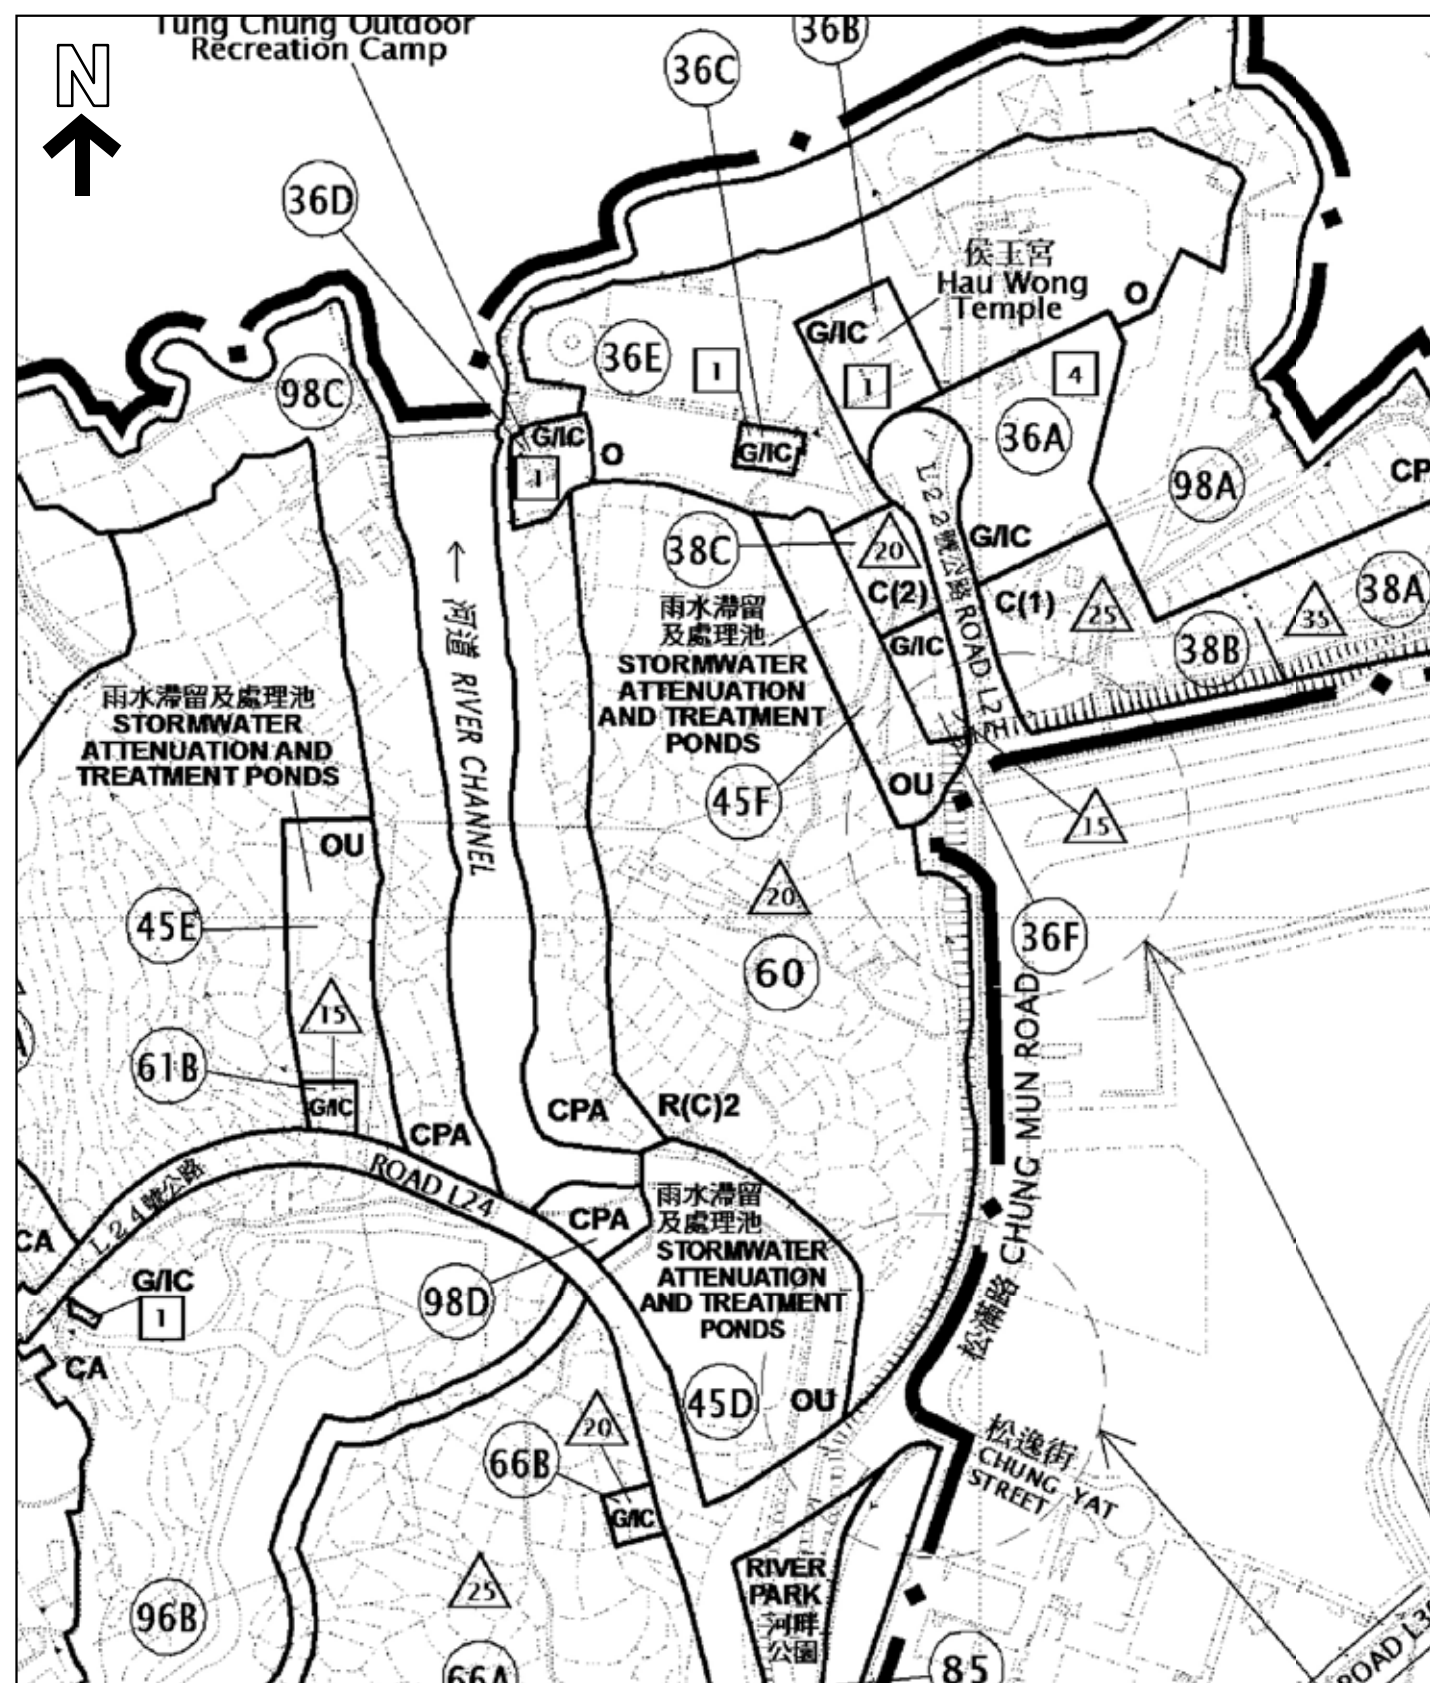 Tung Chung Outdoor
Recreation Camp
36B
36C
N
36D
侯王宮
Hau Wong
Temple
O
G/IC
36E
1
4
98C
1
36A
G/IC
O
1
G/IC
98A
CP
L22號公路 ROAD L22
38C
20
G/IC
C(2)
C(1)
25
38A
35
38B
雨水滯留
及處理池
STORMWATER
ATTENUATION
AND TREATMENT
PONDS
G/IC
河道 RIVER CHANNEL
雨水滯留及處理池
STORMWATER
ATTENUATION AND
TREATMENT PONDS
45F
OU
15
OU
20
45E
36F
60
15
61B
G/IC
CPA
CPA
R(C)2
松滿路 CHUNG MUN ROAD
L24號公路
ROAD L24
CPA
雨水滯留
及處理池
STORMWATER
ATTENUATION
AND TREATMENT
PONDS
CA
G/IC
1
98D
CA
45D
OU
20
66B
松逸街
CHUNG YAT
STREET
G/IC
25
RIVER
PARK
河畔
公園
96B
66A
85
ROAD L3